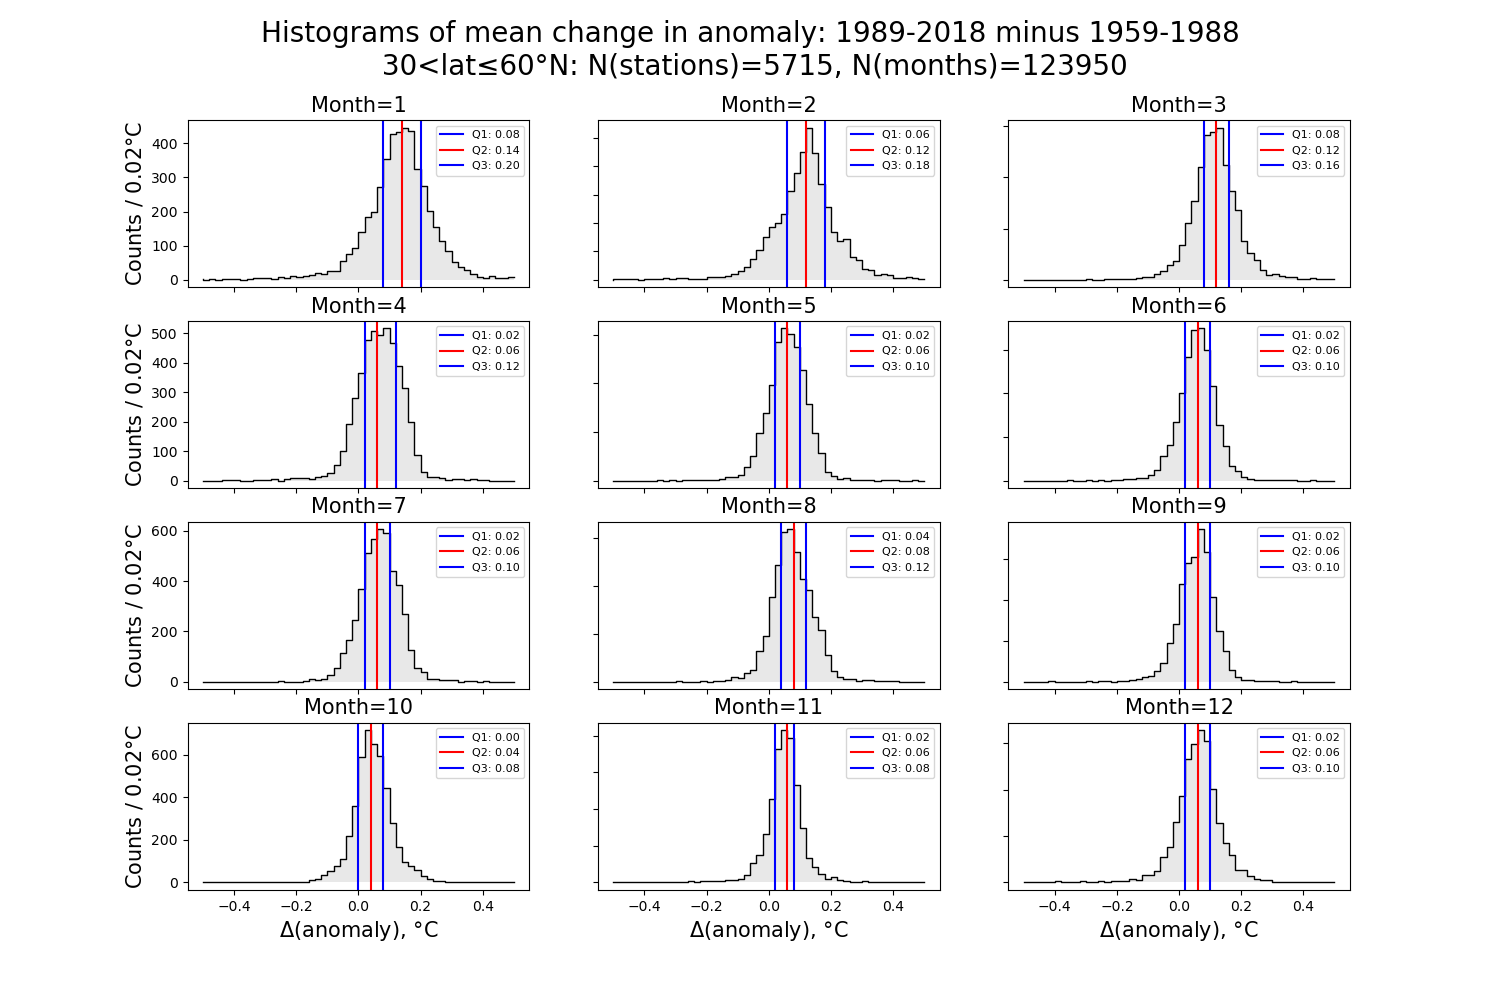 Histograms of mean change in anomaly: 1989-2018 minus 1959-1988
30<lat≤60°N: N(stations)=5715, N(months)=123950
Month=1
Month=2
Month=3
Counts / 0.02°C
400
300
200
100
0
Q1: 0.08
Q2: 0.14
Q3: 0.20
Q1: 0.06
Q2: 0.12
Q3: 0.18
Q1: 0.08
Q2: 0.12
Q3: 0.16
Month=4
Month=5
Month=6
Counts / 0.02°C
500
400
300
200
100
0
Q1: 0.02
Q2: 0.06
Q3: 0.12
Q1: 0.02
Q2: 0.06
Q3: 0.10
Q1: 0.02
Q2: 0.06
Q3: 0.10
Month=7
Month=8
Month=9
Counts / 0.02°C
600
400
200
0
Q1: 0.02
Q2: 0.06
Q3: 0.10
Q1: 0.04
Q2: 0.08
Q3: 0.12
Q1: 0.02
Q2: 0.06
Q3: 0.10
Month=10
Month=11
Month=12
Counts / 0.02°C
600
400
200
0
Q1: 0.00
Q2: 0.04
Q3: 0.08
Q1: 0.02
Q2: 0.06
Q3: 0.08
Q1: 0.02
Q2: 0.06
Q3: 0.10
−0.4 −0.2 0.0 0.2 0.4
−0.4 −0.2 0.0 0.2 0.4
−0.4 −0.2 0.0 0.2 0.4
Δ(anomaly), °C
Δ(anomaly), °C
Δ(anomaly), °C